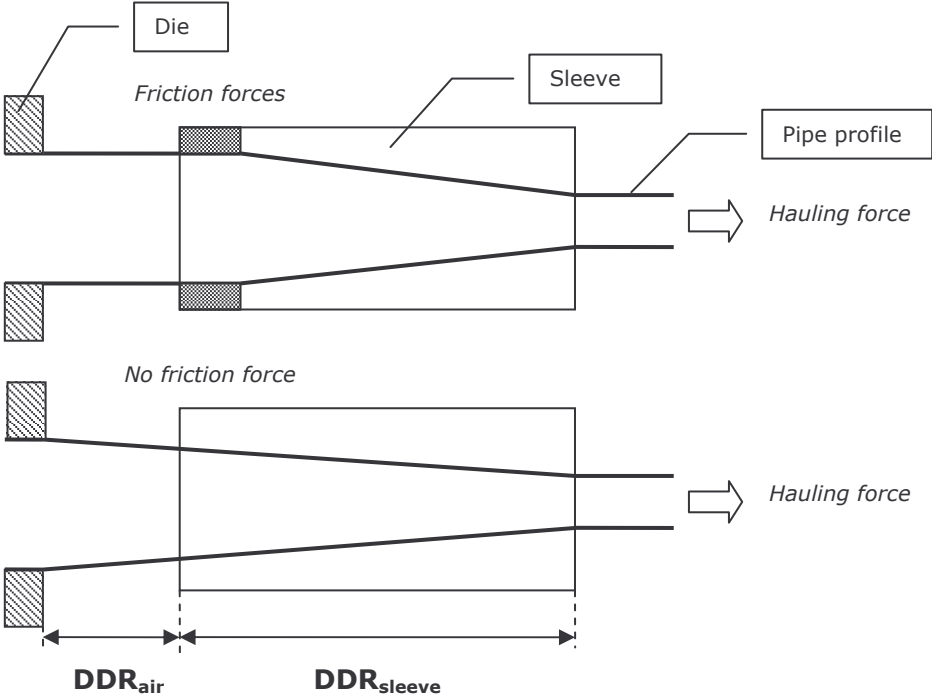 Die
Friction forces
Sleeve
Pipe profile
Hauling force
No friction force
Hauling force
DDRair
DDRsleeve